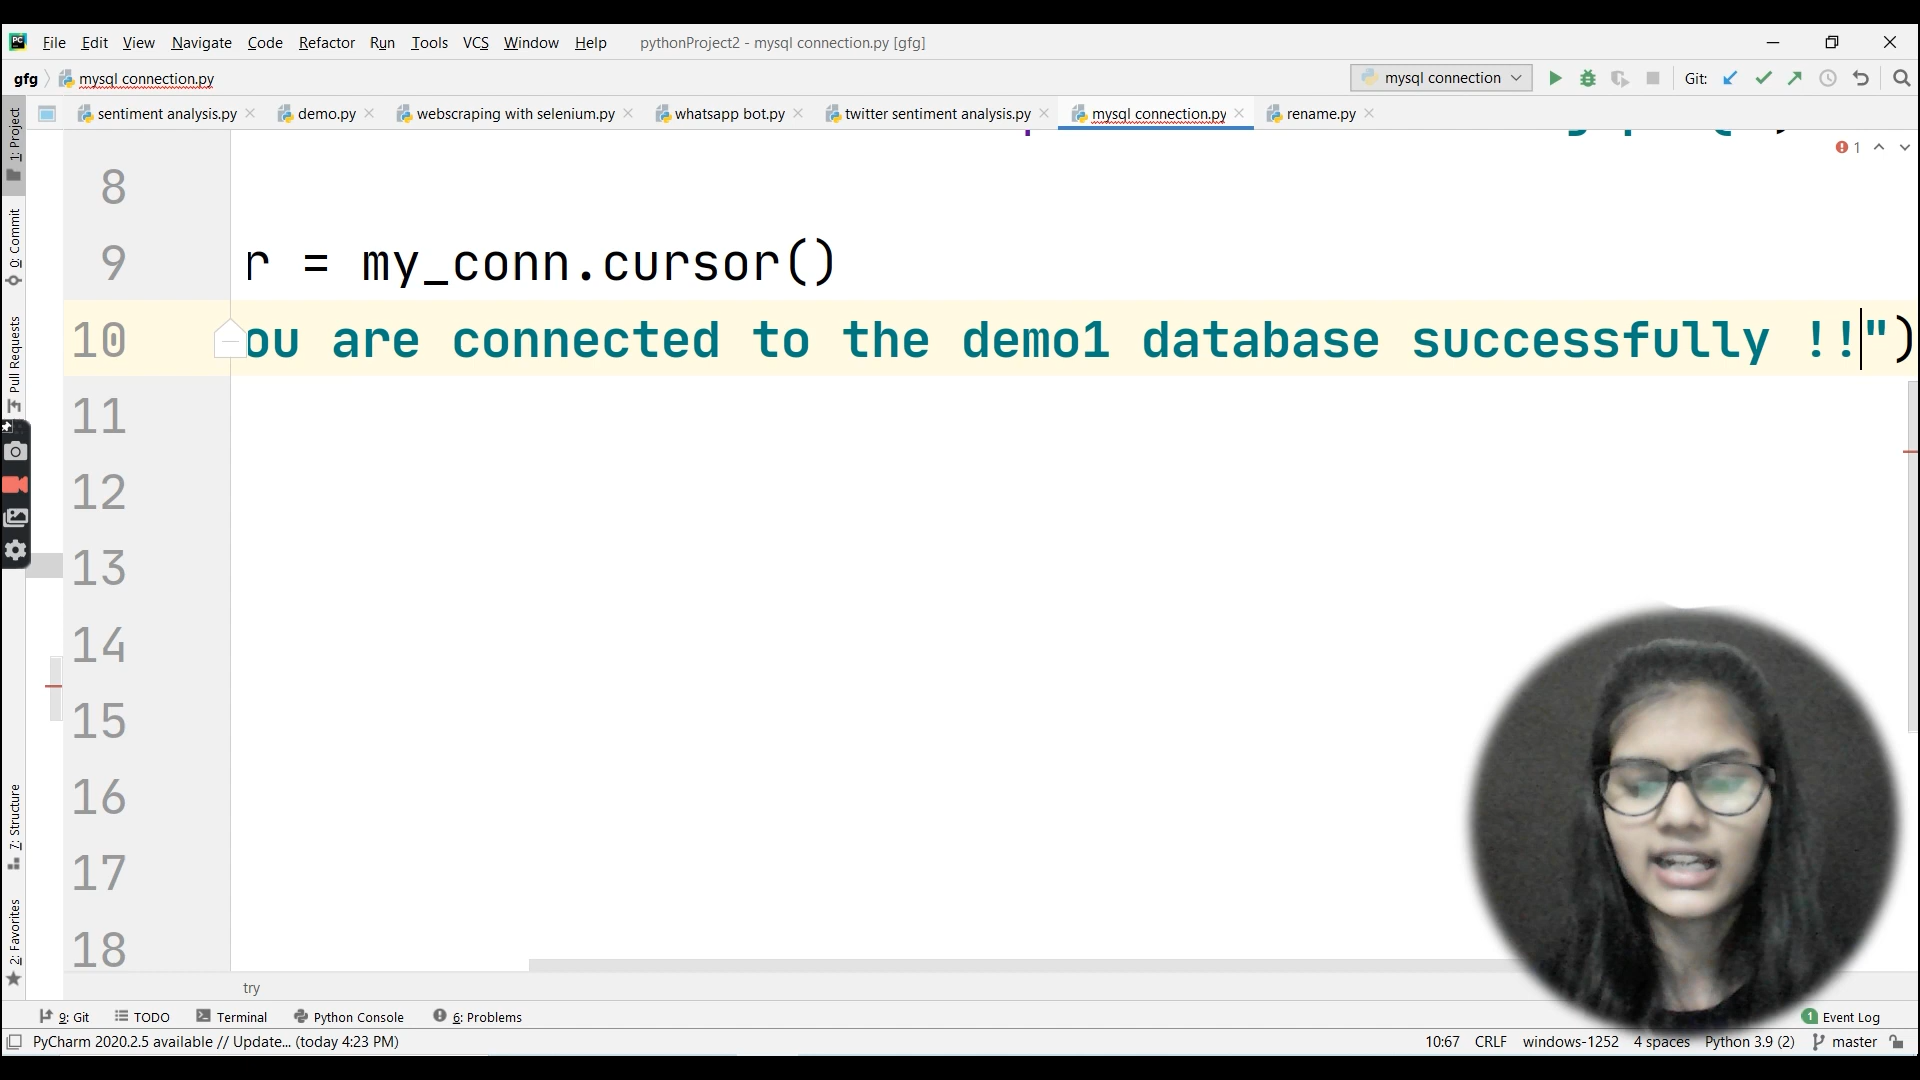 File Edit View Navigate Code Refactor Run Tools VCS Window Help pythonProject2 - mysql connection.py [gfg]
gfg mysql connection.py mysql connection Git:
sentiment analysis.py demo.py webscraping with selenium.py whatsapp bot.py twitter sentiment analysis.py mysql connection.py rename.py
1: Project
0: Commit
Pull Requests
7: Structure
2: Favorites
1
8
9 r = my_conn.cursor()
10 ou are connected to the demo1 database successfully !!")
11
12
13
14
15
16
17
18
try
9: Git TODO Terminal Python Console 6: Problems 1 Event Log
PyCharm 2020.2.5 available // Update... (today 4:23 PM) 10:67 CRLF windows-1252 4 spaces Python 3.9 (2) master